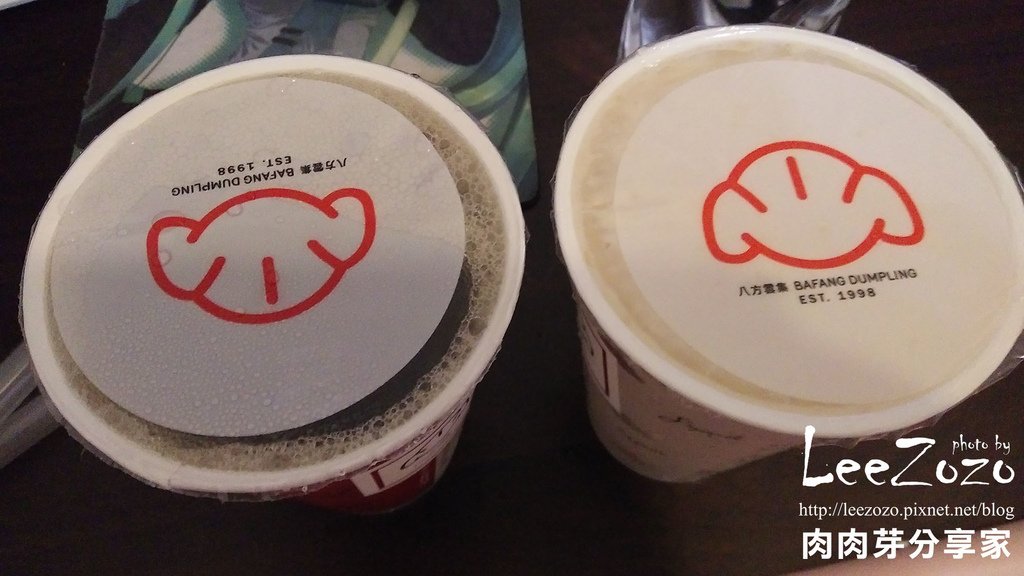 八方雲集 BAFANG DUMPLING
EST. 1998
八方雲集 BAFANG DUMPLING
EST. 1998
photo by
LeeZozo
http://leezozo.pixnet.net/blog
肉肉芽分享家